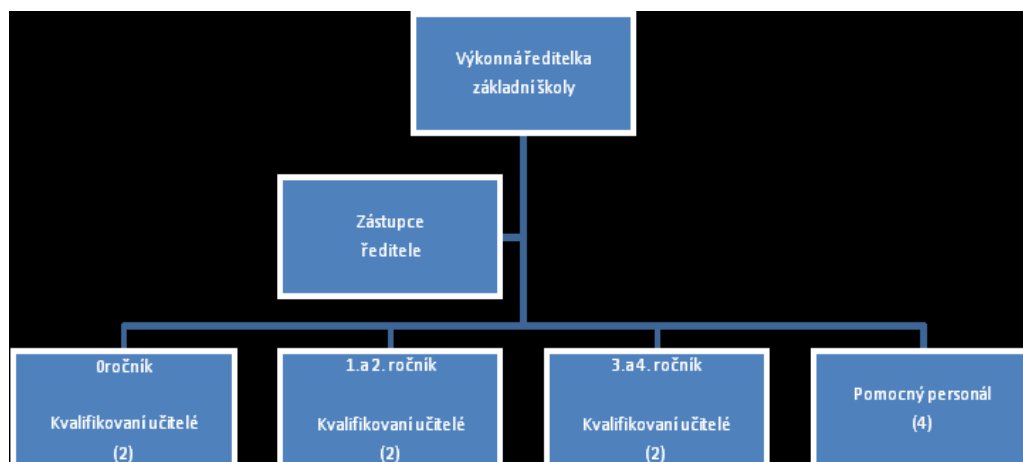 Výkonná ředitelka
základní školy
Zástupce
ředitele
0ročník
Kvalifikovaní učitelé
(2)
1.a 2. ročník
Kvalifikovaní učitelé
(2)
3.a 4. ročník
Kvalifikovaní učitelé
(2)
Pomocný personál
(4)